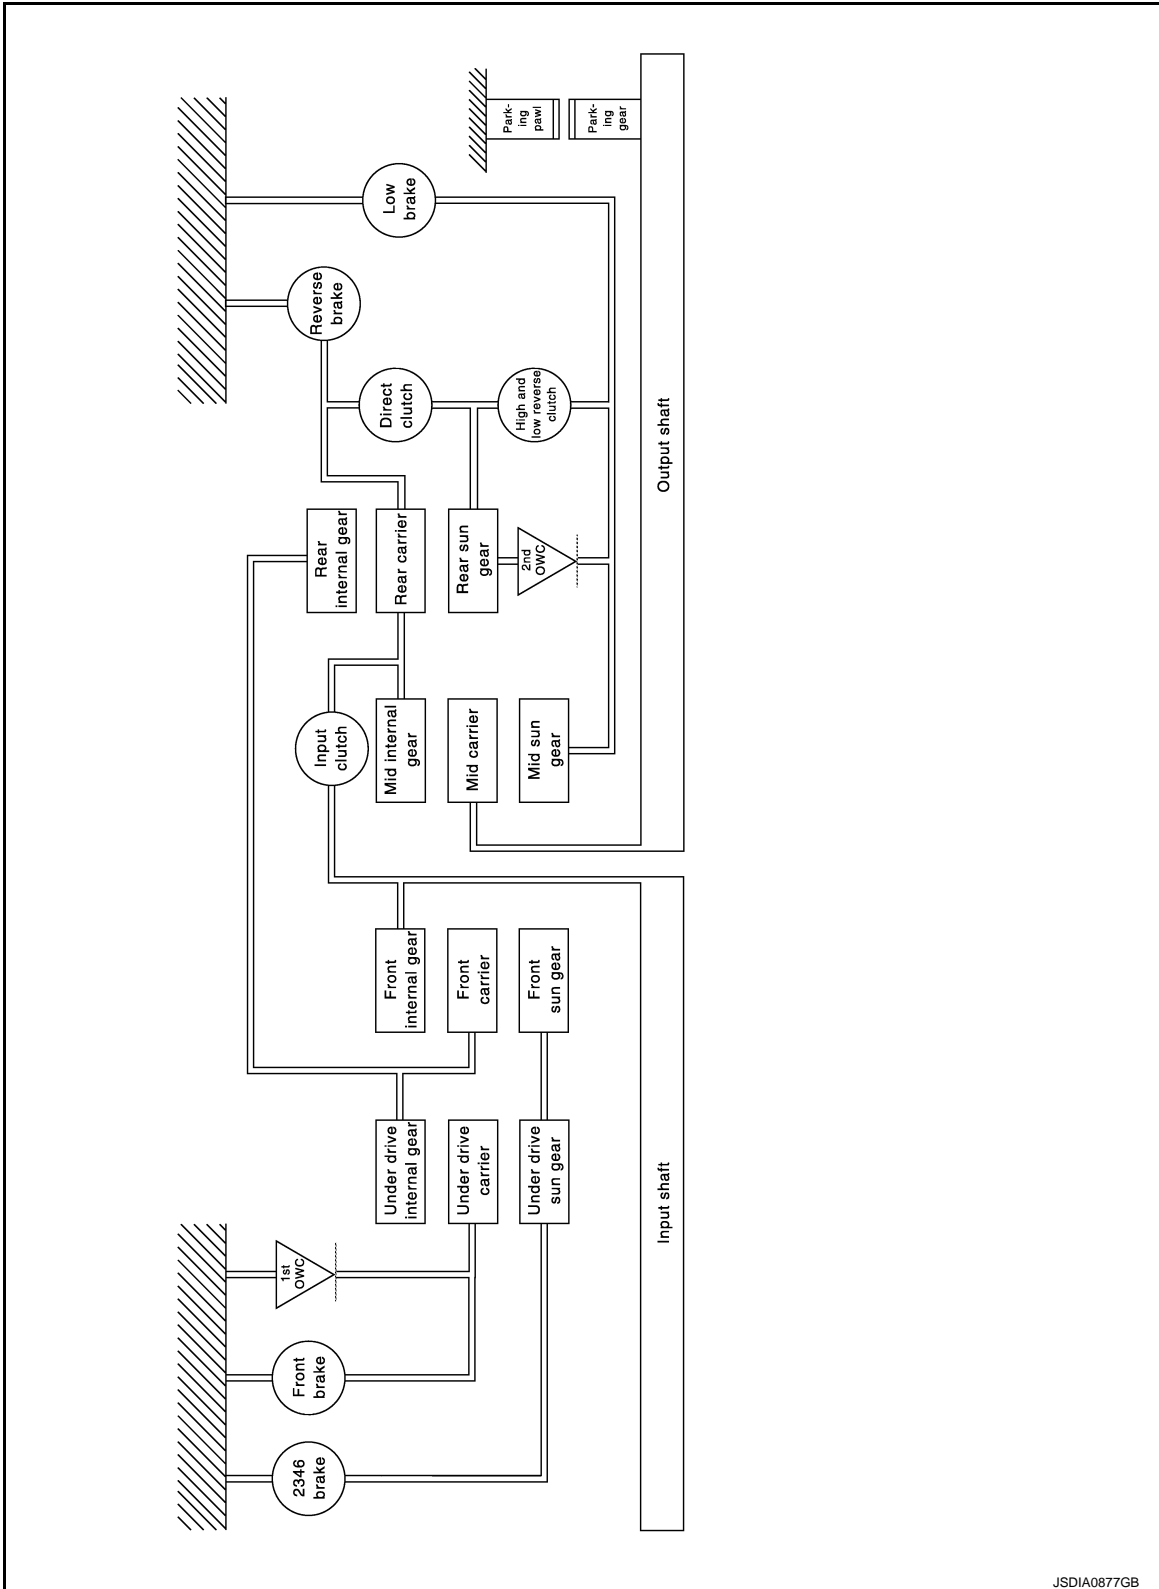 Park-
ing
pawl
Park-
ing
gear
Low
brake
Reverse
brake
Direct
clutch
High and
low reverse
clutch
Output shaft
Rear
internal gear
Rear carrier
Rear sun
gear
2nd
OWC
Input
clutch
Mid internal
gear
Mid carrier
Mid sun
gear
Front
internal gear
Front
carrier
Front
sun gear
Under drive
internal gear
Under drive
carrier
Under drive
sun gear
Input shaft
1st
OWC
Front
brake
2346
brake
JSDIA0877GB